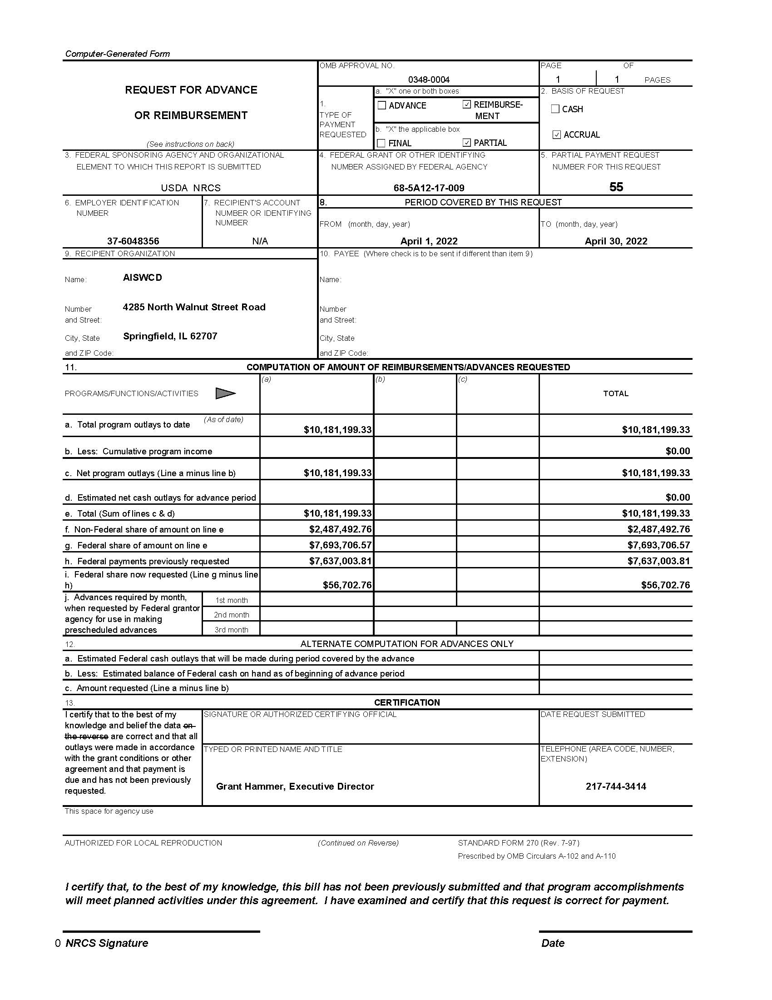 Computer-Generated Form
REQUEST FOR ADVANCE
OR REIMBURSEMENT
(See instructions on back)
OMB APPROVAL NO.
0348-0004
PAGE OF
1 1 PAGES
1.
TYPE OF
PAYMENT
REQUESTED
a. "X" one or both boxes
ADVANCE
REIMBURSE-
MENT
b. "X" the applicable box
FINAL
PARTIAL
2. BASIS OF REQUEST
CASH
ACCRUAL
3. FEDERAL SPONSORING AGENCY AND ORGANIZATIONAL
ELEMENT TO WHICH THIS REPORT IS SUBMITTED
USDA NRCS
4. FEDERAL GRANT OR OTHER IDENTIFYING
NUMBER ASSIGNED BY FEDERAL AGENCY
68-5A12-17-009
5. PARTIAL PAYMENT REQUEST
NUMBER FOR THIS REQUEST
55
6. EMPLOYER IDENTIFICATION
NUMBER
37-6048356
7. RECIPIENT'S ACCOUNT
NUMBER OR IDENTIFYING
NUMBER
N/A
8. PERIOD COVERED BY THIS REQUEST
FROM (month, day, year)
April 1, 2022
TO (month, day, year)
April 30, 2022
9. RECIPIENT ORGANIZATION
Name: AISWCD
Number 4285 North Walnut Street Road
and Street:
City, State Springfield, IL 62707
and ZIP Code:
10. PAYEE (Where check is to be sent if different than item 9)
Name:
Number
and Street:
City, State
and ZIP Code:
11. COMPUTATION OF AMOUNT OF REIMBURSEMENTS/ADVANCES REQUESTED
PROGRAMS/FUNCTIONS/ACTIVITIES (a) (b) (c) TOTAL
a. Total program outlays to date (As of date) $10,181,199.33 $10,181,199.33
b. Less: Cumulative program income $0.00
c. Net program outlays (Line a minus line b) $10,181,199.33 $10,181,199.33
d. Estimated net cash outlays for advance period $0.00
e. Total (Sum of lines c & d) $10,181,199.33 $10,181,199.33
f. Non-Federal share of amount on line e $2,487,492.76 $2,487,492.76
g. Federal share of amount on line e $7,693,706.57 $7,693,706.57
h. Federal payments previously requested $7,637,003.81 $7,637,003.81
i. Federal share now requested (Line g minus line
h) $56,702.76 $56,702.76
j. Advances required by month,
when requested by Federal grantor
agency for use in making
prescheduled advances
1st month
2nd month
3rd month
12. ALTERNATE COMPUTATION FOR ADVANCES ONLY
a. Estimated Federal cash outlays that will be made during period covered by the advance
b. Less: Estimated balance of Federal cash on hand as of beginning of advance period
c. Amount requested (Line a minus line b)
13. CERTIFICATION
I certify that to the best of my
knowledge and belief the data on
the reverse are correct and that all
outlays were made in accordance
with the grant conditions or other
agreement and that payment is
due and has not been previously
requested.
SIGNATURE OR AUTHORIZED CERTIFYING OFFICIAL
DATE REQUEST SUBMITTED
TYPED OR PRINTED NAME AND TITLE
Grant Hammer, Executive Director
TELEPHONE (AREA CODE, NUMBER,
EXTENSION)
217-744-3414
This space for agency use
AUTHORIZED FOR LOCAL REPRODUCTION (Continued on Reverse) STANDARD FORM 270 (Rev. 7-97)
Prescribed by OMB Circulars A-102 and A-110
I certify that, to the best of my knowledge, this bill has not been previously submitted and that program accomplishments
will meet planned activities under this agreement. I have examined and certify that this request is correct for payment.
0 NRCS Signature Date